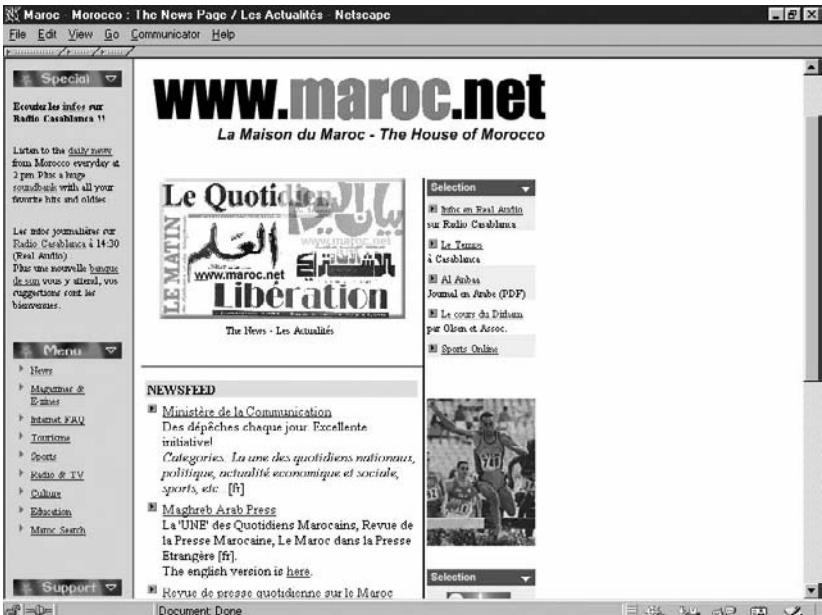 Maroc - Morocco : The News Page / Les Actualités - Netscape
File Edit View Go Communicator Help
Special
Ecoutez les infos sur
Radio Casablanca !!
Listen to the daily news
from Morocco everyday at
2 pm. Plus a huge
soundbank with all your
favorite hits and oldies.
Les infos journalières sur
Radio Casablanca à 14:30
(Real Audio)
Plus une nouvelle banque
de son vous y attend, vos
suggestions sont les
bienvenues.
Menu
News
Magazines &
E-zines
Internet FAQ
Tourisme
Sports
Radio & TV
Culture
Education
Maroc Search
Support
www.maroc.net
La Maison du Maroc - The House of Morocco
Le Quotidien
LE MATIN
العلم
www.maroc.net
www.maroc.net
الاشتراكي
Libération
The News - Les Actualités
NEWSFEED
Ministère de la Communication
Des dépêches chaque jour. Excellente
initiative!
Categories: La une des quotidiens nationaux,
politique, actualité economique et sociale,
sports, etc.. [fr]
Maghreb Arab Press
La 'UNE' des Quotidiens Marocains, Revue de
la Presse Marocaine, Le Maroc dans la Presse
Etrangère [fr].
The english version is here.
Revue de presse quotidienne sur le Maroc
Selection
Infos en Real Audio
sur Radio Casablanca
Le Temps
à Casablanca
Al Anbaa
Journal en Arabe (PDF)
Le cours du Dirham
par Olsen et Assoc.
Sports Online
746
Selection
Document: Done